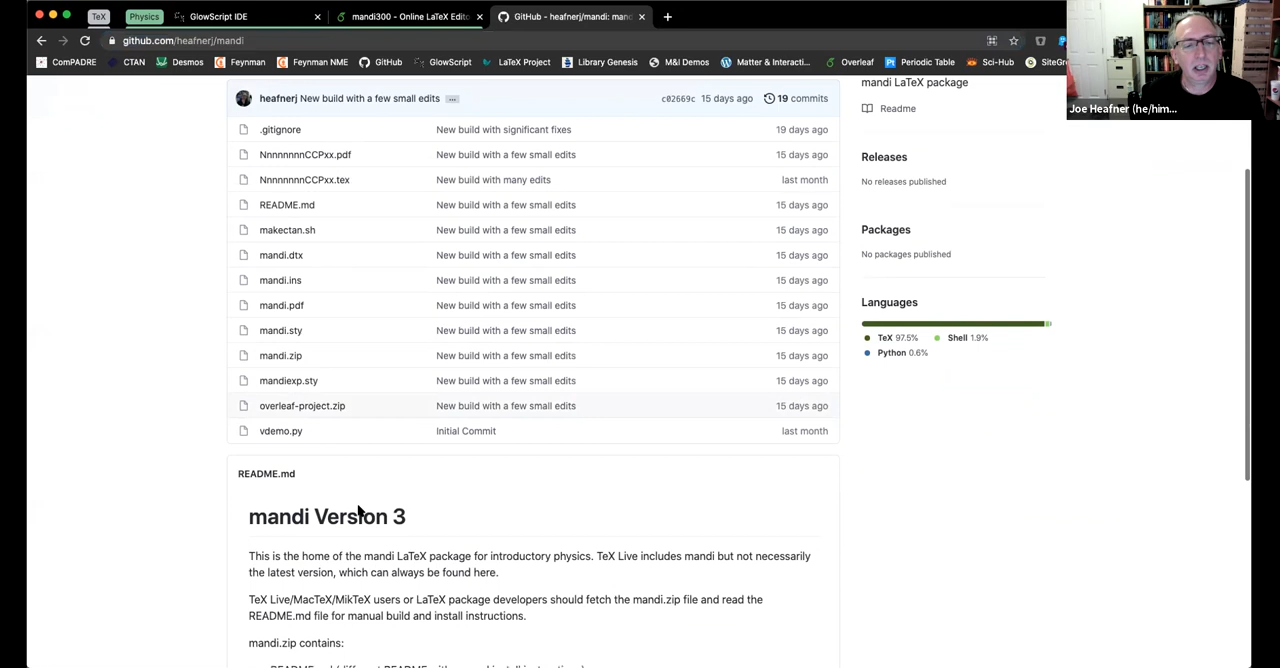 TeX Physics GlowScript IDE mandi300 - Online LaTeX Edito GitHub - heafnerj/mandi: mand
github.com/heafnerj/mandi
ComPADRE CTAN Desmos Feynman Feynman NME GitHub GlowScript LaTeX Project Library Genesis M&I Demos Matter & Interacti... Overleaf Periodic Table Sci-Hub SiteGr
Joe Heafner (he/him...
mandi LaTeX package
Readme
Releases
No releases published
Packages
No packages published
Languages
TeX 97.5% Shell 1.9%
Python 0.6%
heafnerj New build with a few small edits ... c02669c 15 days ago 19 commits
.gitignore New build with significant fixes 19 days ago
NnnnnnnCCPxx.pdf New build with a few small edits 15 days ago
NnnnnnnCCPxx.tex New build with many edits last month
README.md New build with a few small edits 15 days ago
makectan.sh New build with a few small edits 15 days ago
mandi.dtx New build with a few small edits 15 days ago
mandi.ins New build with a few small edits 15 days ago
mandi.pdf New build with a few small edits 15 days ago
mandi.sty New build with a few small edits 15 days ago
mandi.zip New build with a few small edits 15 days ago
mandiexp.sty New build with a few small edits 15 days ago
overleaf-project.zip New build with a few small edits 15 days ago
vdemo.py Initial Commit last month
README.md
mandi Version 3
This is the home of the mandi LaTeX package for introductory physics. TeX Live includes mandi but not necessarily
the latest version, which can always be found here.
TeX Live/MacTeX/MikTeX users or LaTeX package developers should fetch the mandi.zip file and read the
README.md file for manual build and install instructions.
mandi.zip contains: